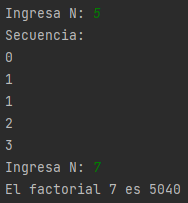 Ingresa N: 5
Secuencia:
0
1
1
2
3
Ingresa N: 7
El factorial 7 es 5040